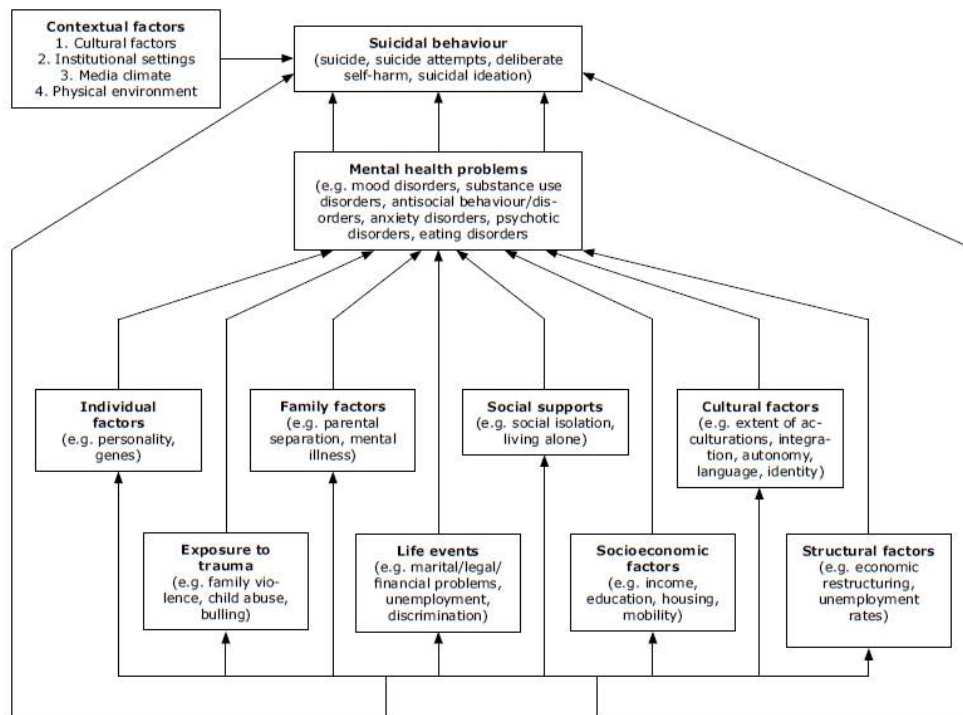 Contextual factors
1. Cultural factors
2. Institutional settings
3. Media climate
4. Physical environment
Suicidal behaviour
(suicide, suicide attempts, deliberate
self-harm, suicidal ideation)
Mental health problems
(e.g. mood disorders, substance use
disorders, antisocial behaviour/dis-
orders, anxiety disorders, psychotic
disorders, eating disorders
Individual
factors
(e.g. personality,
genes)
Family factors
(e.g. parental
separation, mental
illness)
Social supports
(e.g. social isolation,
living alone)
Cultural factors
(e.g. extent of ac-
culturations, integra-
tion, autonomy,
language, identity)
Exposure to
trauma
(e.g. family vio-
lence, child abuse,
bulling)
Life events
(e.g. marital/legal/
financial problems,
unemployment,
discrimination)
Socioeconomic
factors
(e.g. income,
education, housing,
mobility)
Structural factors
(e.g. economic
restructuring,
unemployment
rates)